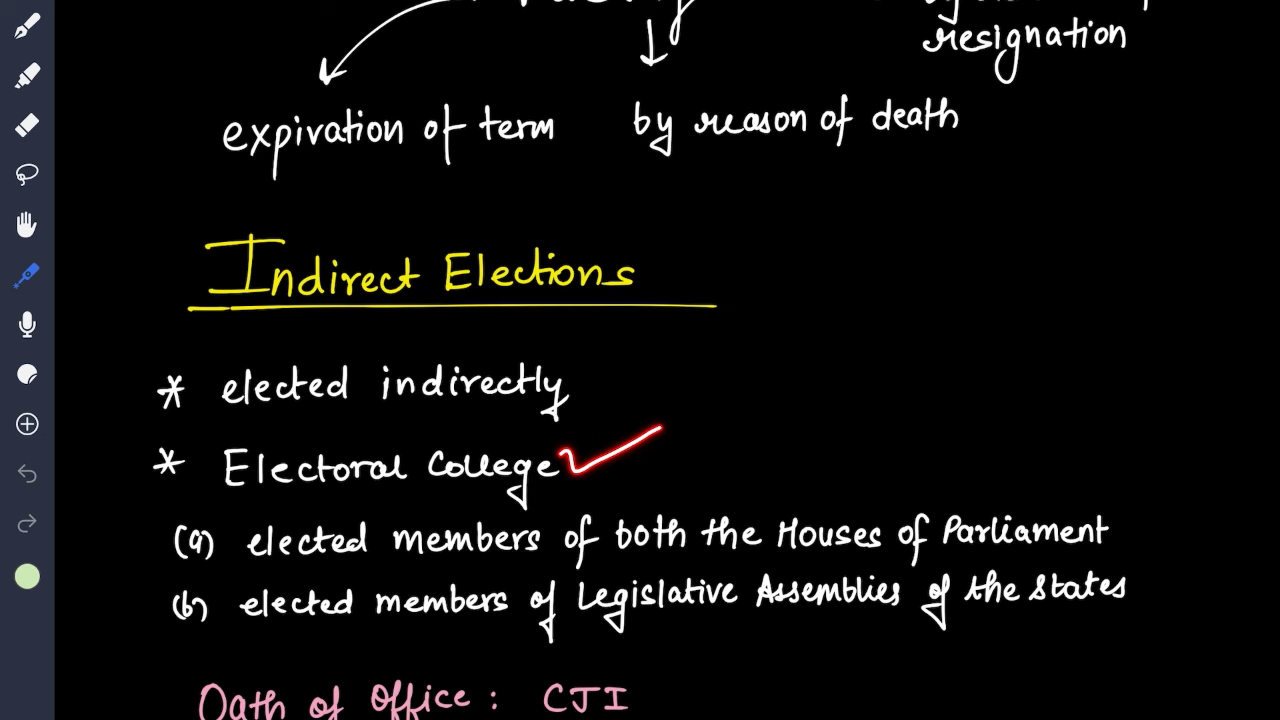 resignation
expiration of term by reason of death
Indirect Elections
* elected indirectly
* Electoral College
(a) elected members of both the Houses of Parliament
(b) elected members of Legislative Assemblies of the States
Oath of Office : CJI